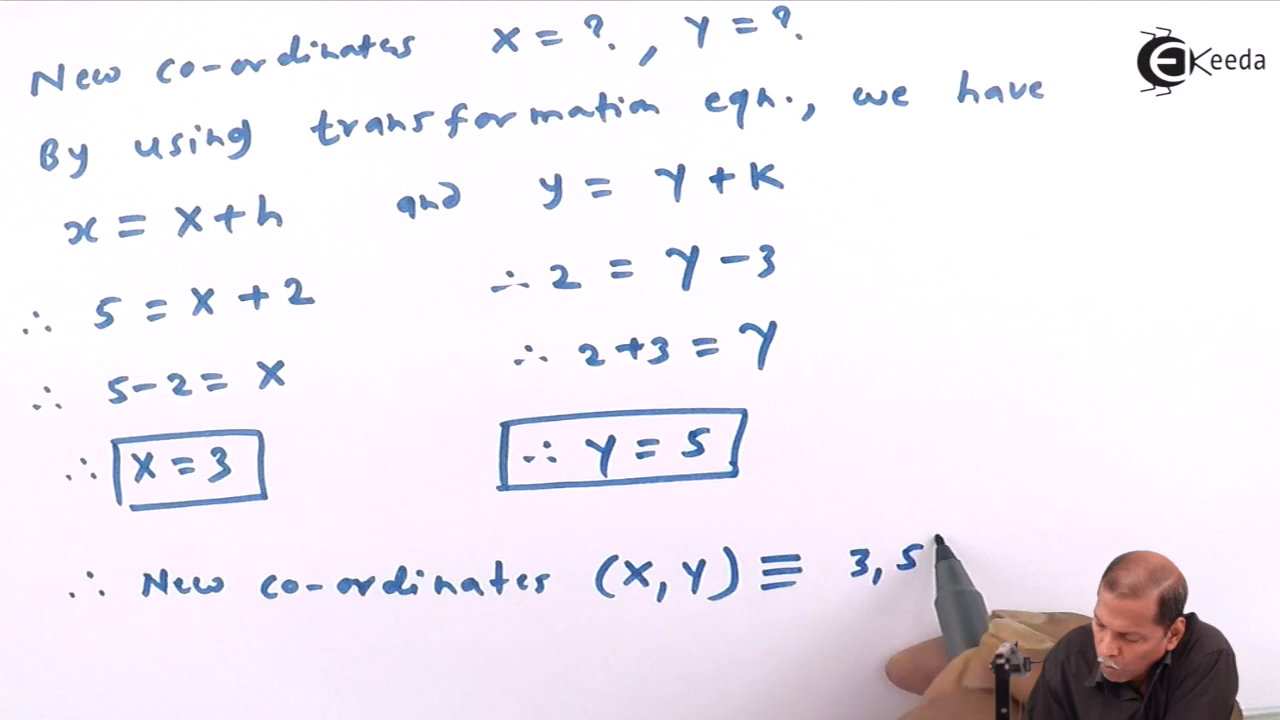 New co-ordinates X = ?, Y = ?
EKeeda
By using transformation eqn., we have
x = X + h and y = Y + k
∴ 5 = X + 2 ∴ 2 = Y - 3
∴ 5 - 2 = X ∴ 2 + 3 = Y
∴ X = 3 ∴ Y = 5
∴ New co-ordinates (X, Y) ≡ 3, 5